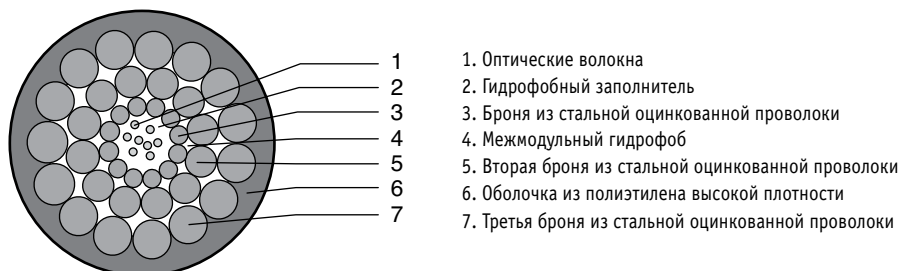 1
2
3
4
5
6
7
1. Оптические волокна
2. Гидрофобный заполнитель
3. Броня из стальной оцинкованной проволоки
4. Межмодульный гидрофоб
5. Вторая броня из стальной оцинкованной проволоки
6. Оболочка из полиэтилена высокой плотности
7. Третья броня из стальной оцинкованной проволоки